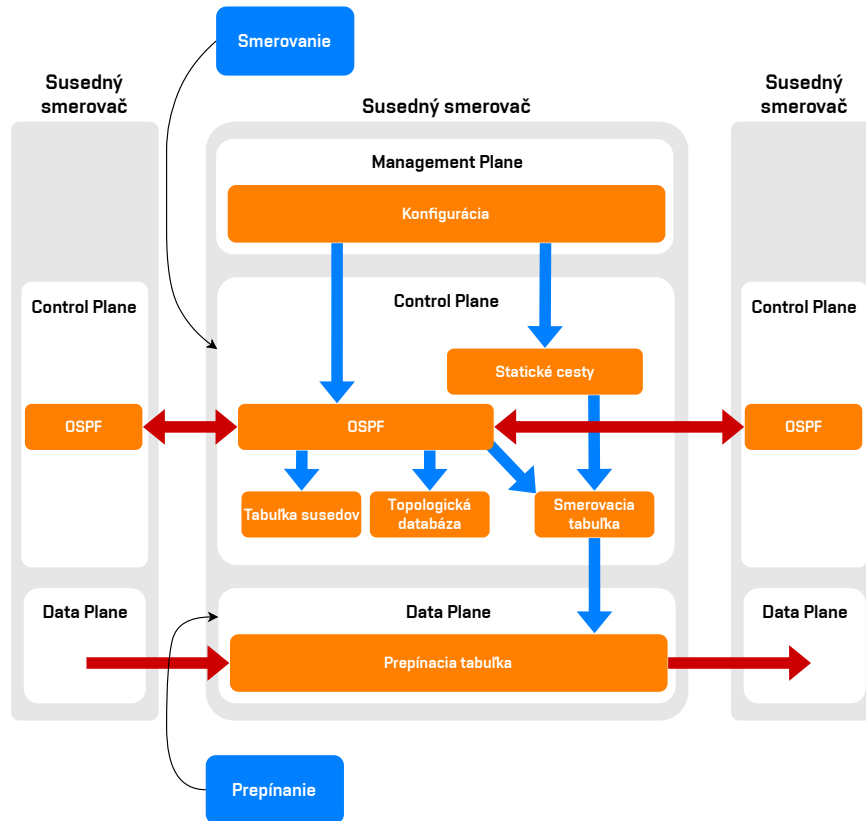 Smerovanie
Susedný
smerovač
Susedný smerovač
Susedný
smerovač
Management Plane
Konfigurácia
Control Plane
Control Plane
Control Plane
Statické cesty
OSPF
OSPF
OSPF
Tabuľka susedov
Topologická
databáza
Smerovacia
tabuľka
Data Plane
Data Plane
Data Plane
Prepínacia tabuľka
Prepínanie